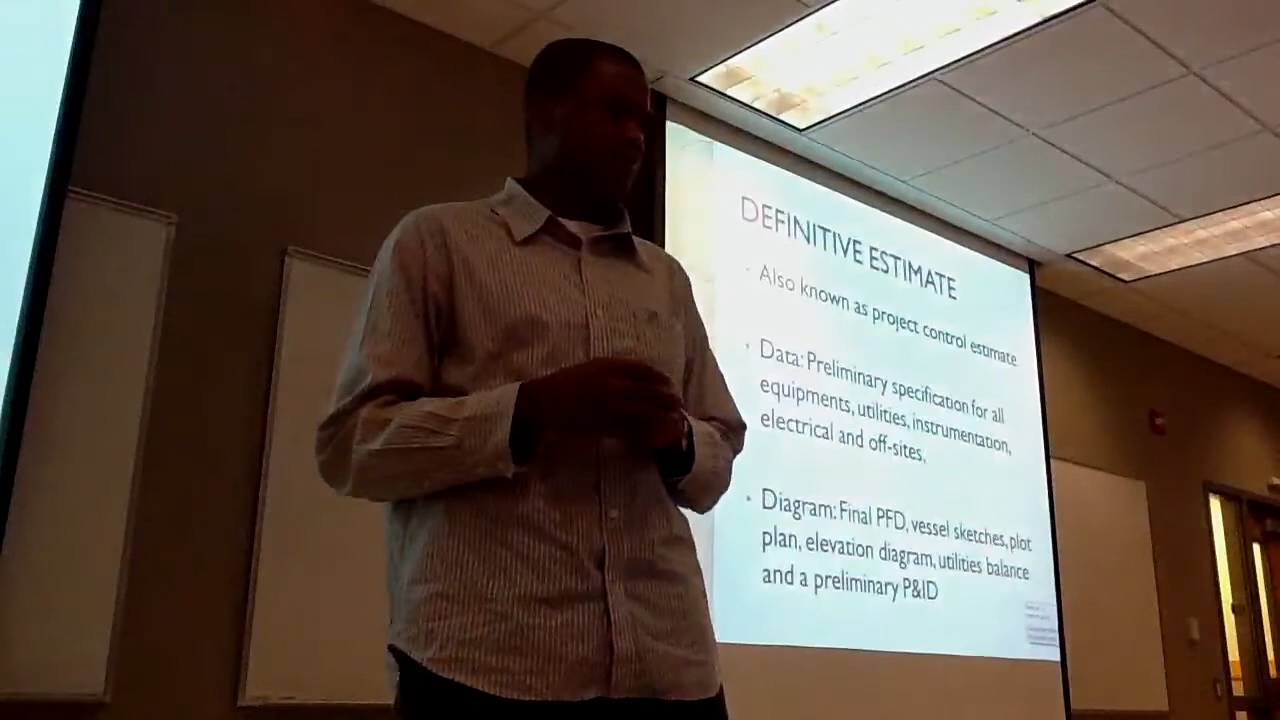 DEFINITIVE ESTIMATE
Also known as project control estimate
Data: Preliminary specification for all
equipments, utilities, instrumentation,
electrical and off-sites.
Diagram: Final PFD, vessel sketches, plot
plan, elevation diagram, utilities balance
and a preliminary P&ID